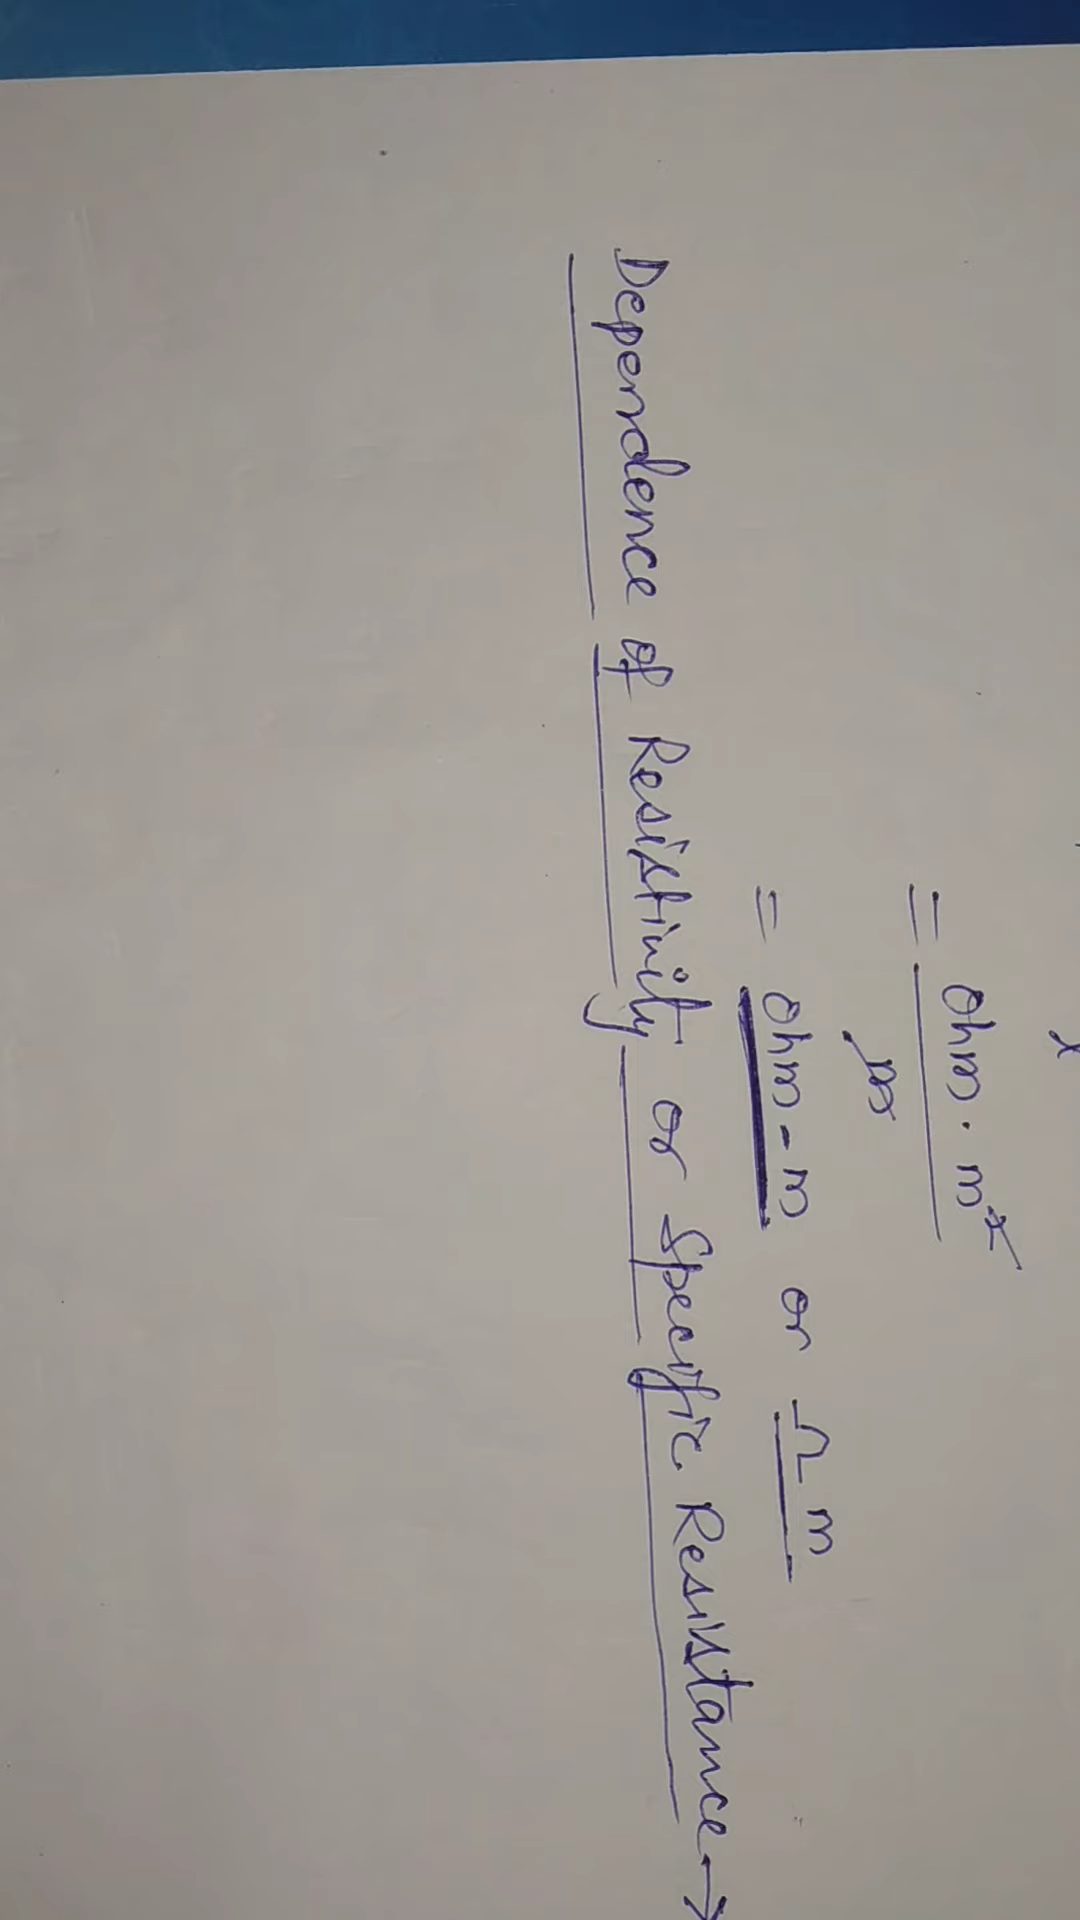 = ohm · m²
m
= ohm - m or Ω m
Dependence of Resistivity or Specific Resistance →